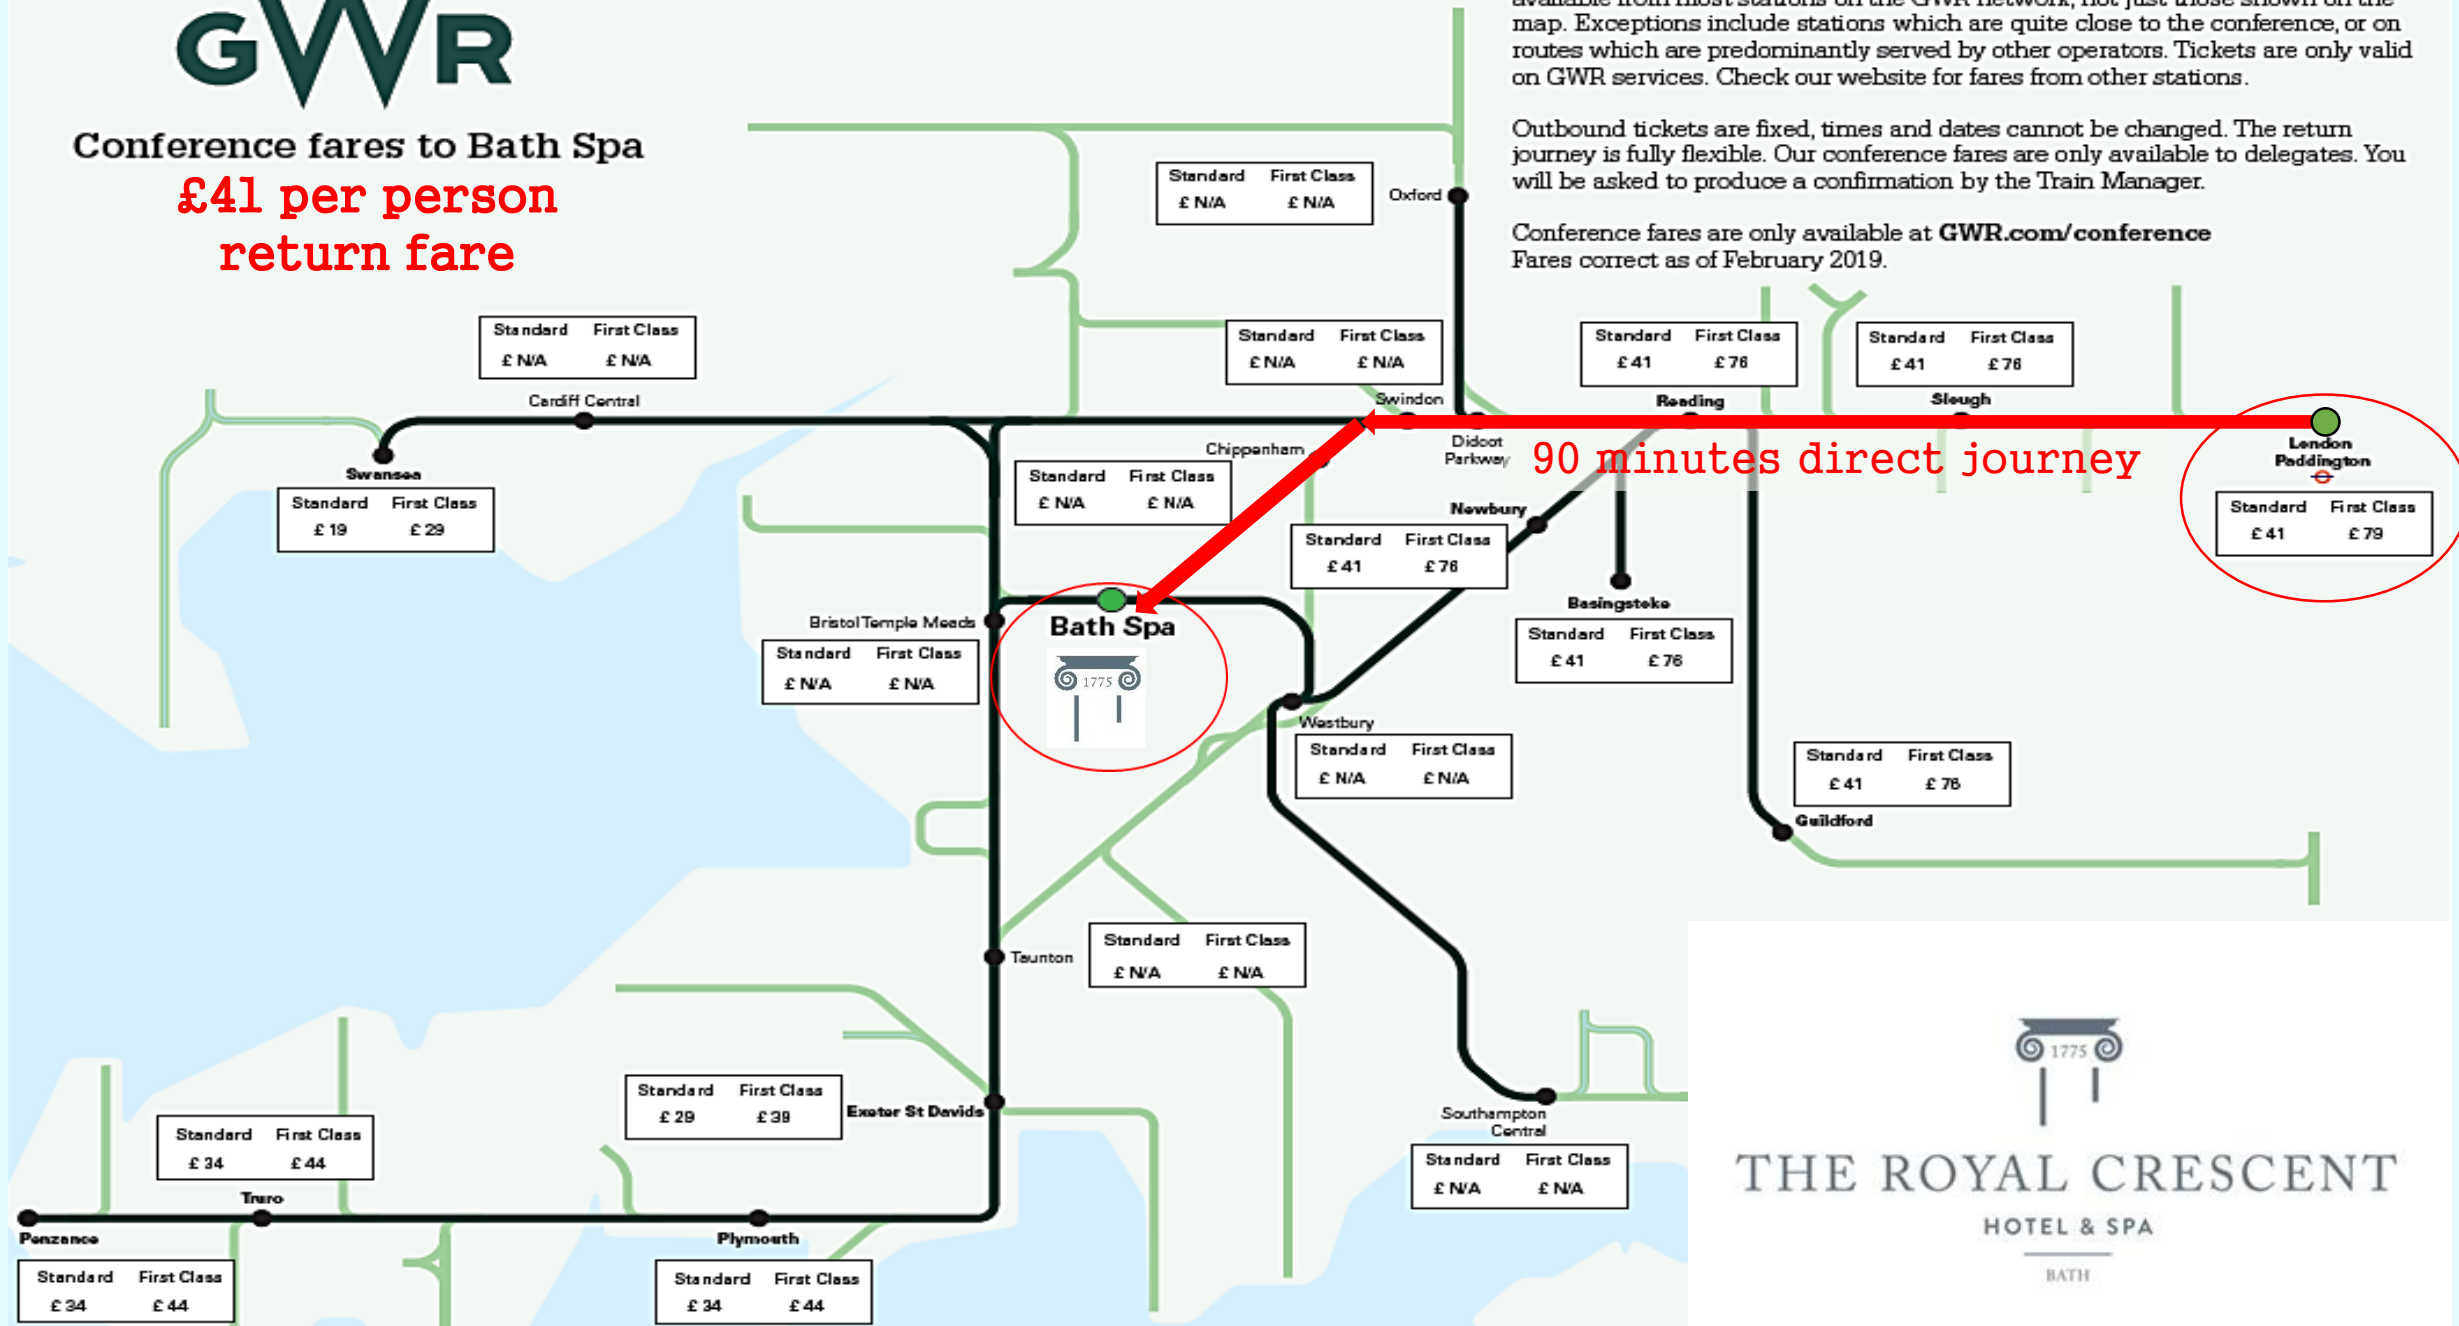 GWR
Conference fares to Bath Spa
£41 per person
return fare
available from most stations on the GWR network, not just those shown on the
map. Exceptions include stations which are quite close to the conference, or on
routes which are predominantly served by other operators. Tickets are only valid
on GWR services. Check our website for fares from other stations.
Outbound tickets are fixed, times and dates cannot be changed. The return
journey is fully flexible. Our conference fares are only available to delegates. You
will be asked to produce a confirmation by the Train Manager.
Conference fares are only available at GWR.com/conference
Fares correct as of February 2019.
Standard First Class
£ N/A £ N/A
Oxford
Standard First Class
£ N/A £ N/A
Cardiff Central
Standard First Class
£ N/A £ N/A
Swindon
Standard First Class
£ 41 £ 76
Reading
Standard First Class
£ 41 £ 76
Slough
Didcot
Parkway
90 minutes direct journey
London
Paddington
Standard First Class
£ 41 £ 79
Swansea
Standard First Class
£ 19 £ 29
Chippenham
Standard First Class
£ N/A £ N/A
Newbury
Standard First Class
£ 41 £ 76
Basingstoke
Standard First Class
£ 41 £ 76
Bristol Temple Meads
Standard First Class
£ N/A £ N/A
Bath Spa
1775
Westbury
Standard First Class
£ N/A £ N/A
Standard First Class
£ 41 £ 76
Guildford
Taunton
Standard First Class
£ N/A £ N/A
Standard First Class
£ 29 £ 39
Exeter St Davids
Southampton
Central
Standard First Class
£ N/A £ N/A
Standard First Class
£ 34 £ 44
Truro
Penzance
Standard First Class
£ 34 £ 44
Plymouth
Standard First Class
£ 34 £ 44
1775
THE ROYAL CRESCENT
HOTEL & SPA
BATH